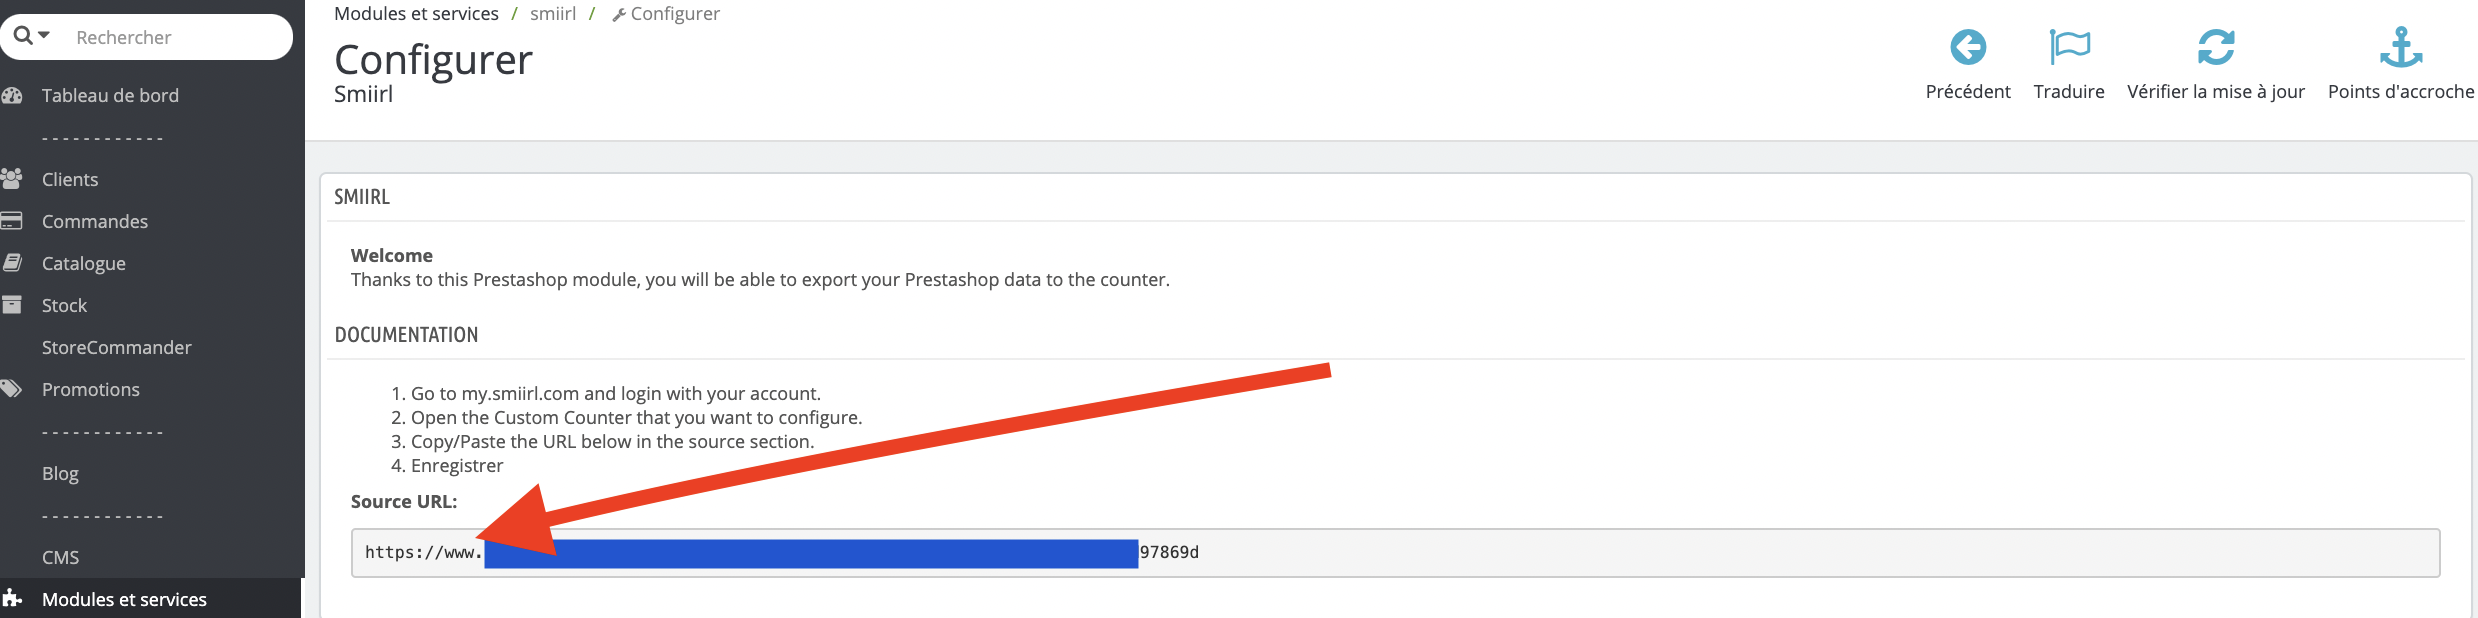 Rechercher
Tableau de bord
- - - - - - - - - - - -
Clients
Commandes
Catalogue
Stock
StoreCommander
Promotions
- - - - - - - - - - - -
Blog
- - - - - - - - - - - -
CMS
Modules et services
Modules et services / smiirl / Configurer
Configurer
Smiirl
Précédent
Traduire
Vérifier la mise à jour
Points d'accroche
SMIIRL
Welcome
Thanks to this Prestashop module, you will be able to export your Prestashop data to the counter.
DOCUMENTATION
1. Go to my.smiirl.com and login with your account.
2. Open the Custom Counter that you want to configure.
3. Copy/Paste the URL below in the source section.
4. Enregistrer
Source URL:
https://www. 97869d